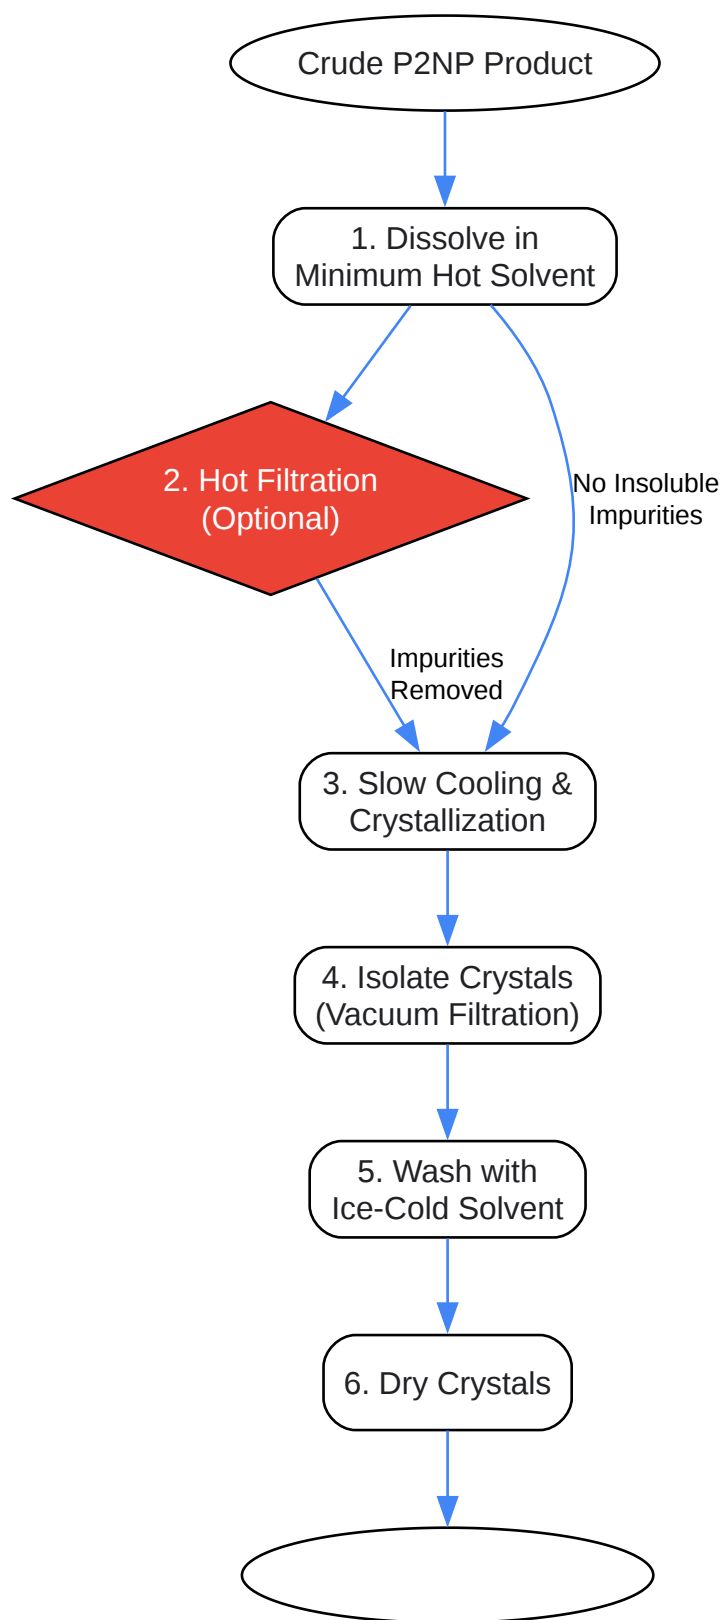 Crude P2NP Product
1. Dissolve in
Minimum Hot Solvent
2. Hot Filtration
(Optional)
No Insoluble
Impurities
Impurities
Removed
3. Slow Cooling &
Crystallization
4. Isolate Crystals
(Vacuum Filtration)
5. Wash with
Ice-Cold Solvent
6. Dry Crystals